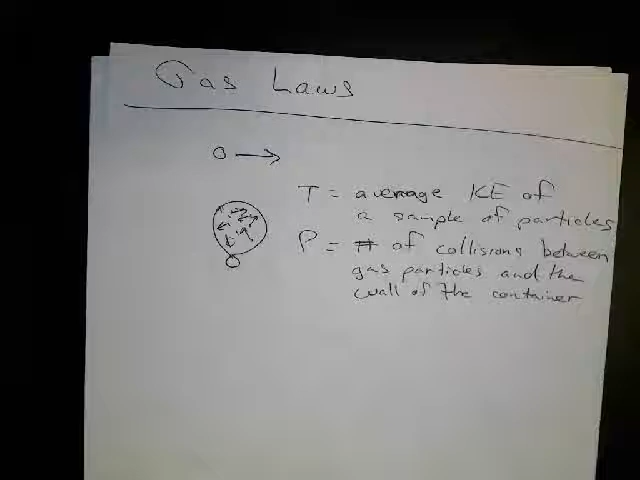 Gas Laws
T = average KE of
a sample of particles
P = # of collisions between
gas particles and the
wall of the container